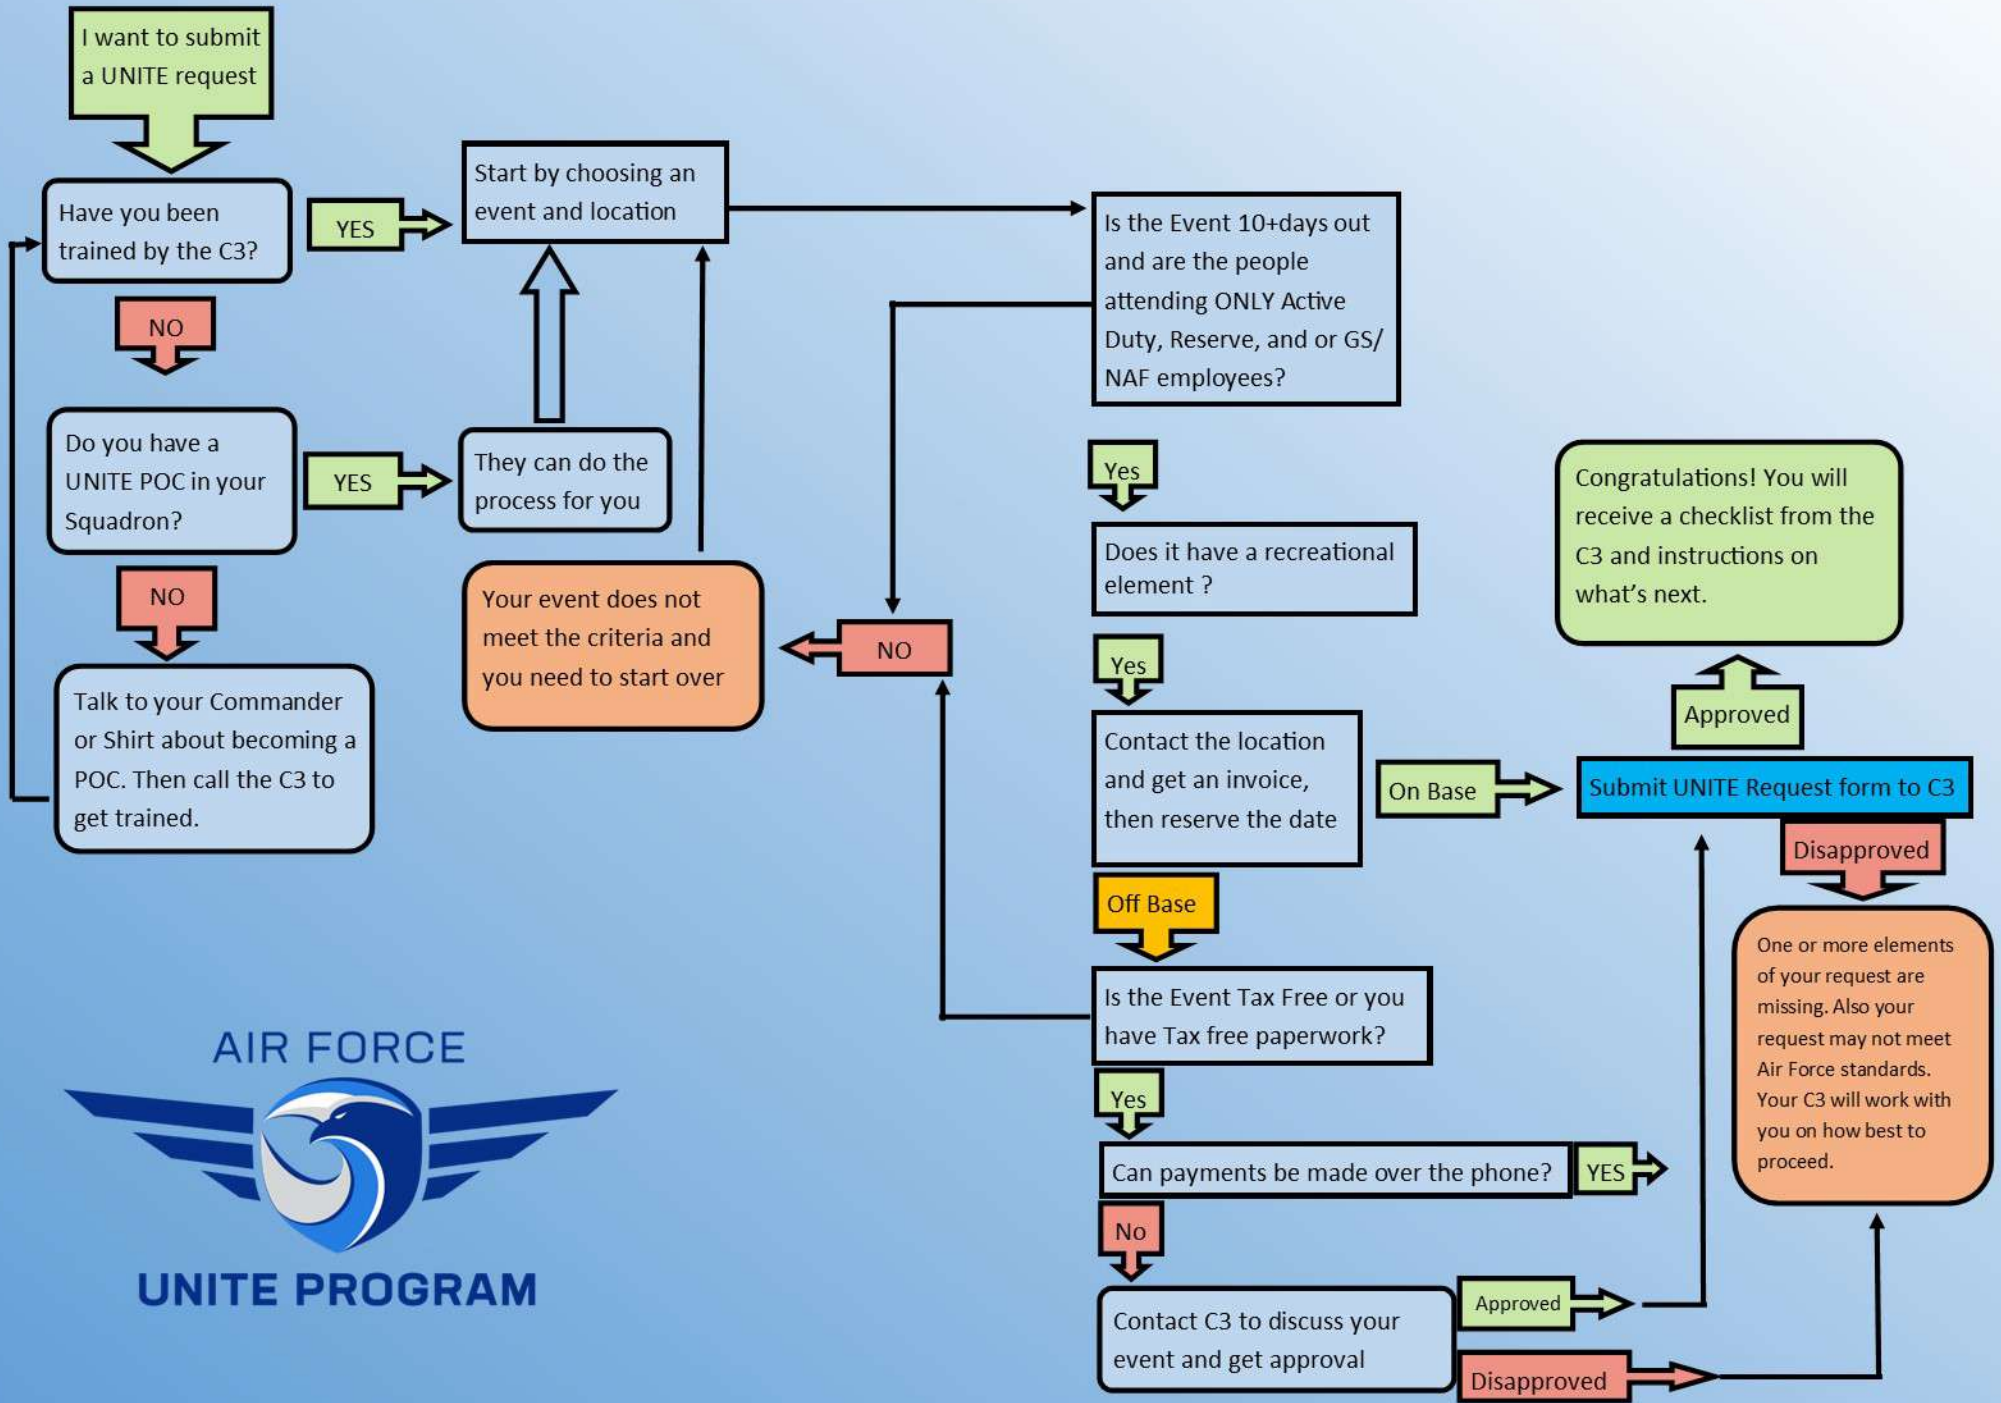 I want to submit
a UNITE request
Have you been
trained by the C3?
YES
NO
Do you have a
UNITE POC in your
Squadron?
YES
NO
Talk to your Commander
or Shirt about becoming a
POC. Then call the C3 to
get trained.
Start by choosing an
event and location
They can do the
process for you
Your event does not
meet the criteria and
you need to start over
NO
Is the Event 10+days out
and are the people
attending ONLY Active
Duty, Reserve, and or GS/
NAF employees?
Yes
Does it have a recreational
element ?
Yes
Contact the location
and get an invoice,
then reserve the date
On Base
Off Base
Is the Event Tax Free or you
have Tax free paperwork?
Yes
Can payments be made over the phone?
YES
No
Contact C3 to discuss your
event and get approval
Approved
Disapproved
Congratulations! You will
receive a checklist from the
C3 and instructions on
what's next.
Approved
Submit UNITE Request form to C3
Disapproved
One or more elements
of your request are
missing. Also your
request may not meet
Air Force standards.
Your C3 will work with
you on how best to
proceed.
AIR FORCE
UNITE PROGRAM